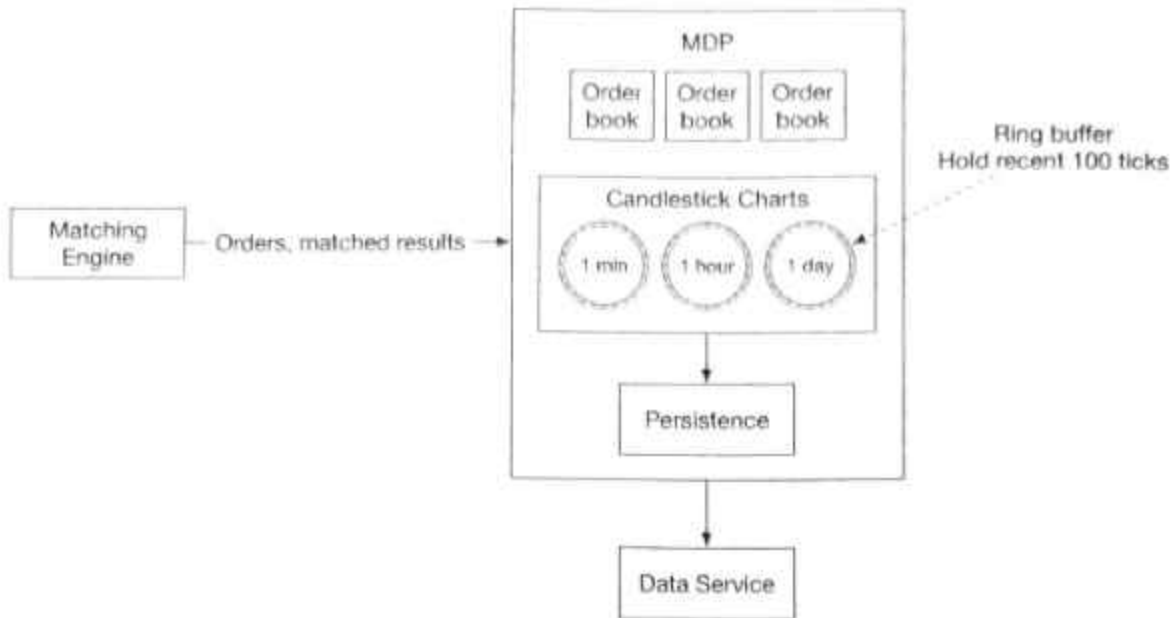 MDP
Order
book
Order
book
Order
book
Ring buffer
Hold recent 100 ticks
Candlestick Charts
Matching
Engine
Orders, matched results
1 min
1 hour
1 day
Persistence
Data Service